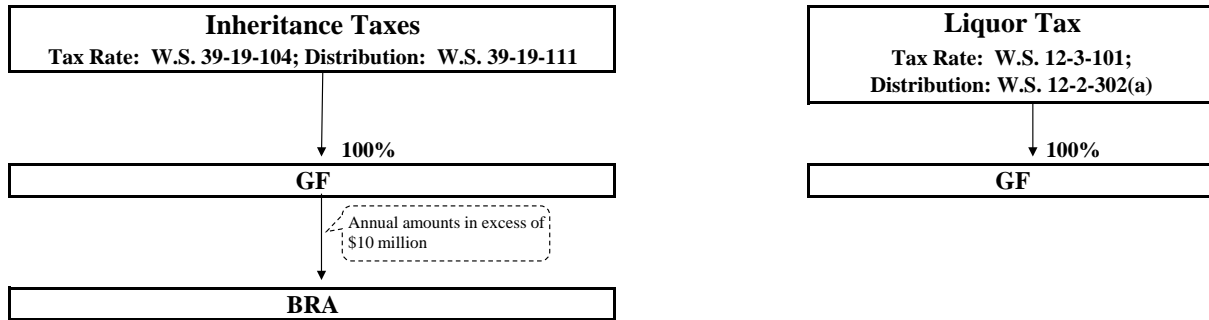 Inheritance Taxes
Tax Rate: W.S. 39-19-104; Distribution: W.S. 39-19-111
100%
GF
Annual amounts in excess of
$10 million
BRA
Liquor Tax
Tax Rate: W.S. 12-3-101;
Distribution: W.S. 12-2-302(a)
100%
GF